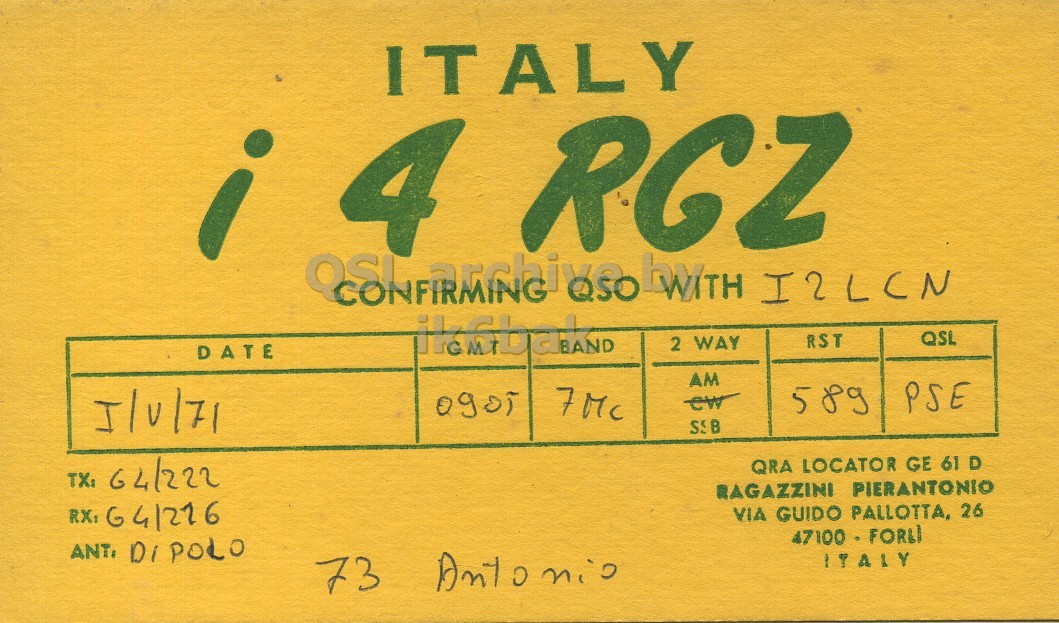 ITALY
i 4 RGZ
QSL archive by
ik6bak
CONFIRMING QSO WITH I2LCN
DATE GMT BAND 2 WAY RST QSL
I/V/71 0905 7Mc AM CW SSB 589 PSE
TX: G4/222
RX: G4/216
ANT. DIPOLO
QRA LOCATOR GE 61 D
RAGAZZINI PIERANTONIO
VIA GUIDO PALLOTTA, 26
47100 - FORLÌ
ITALY
73 Antonio